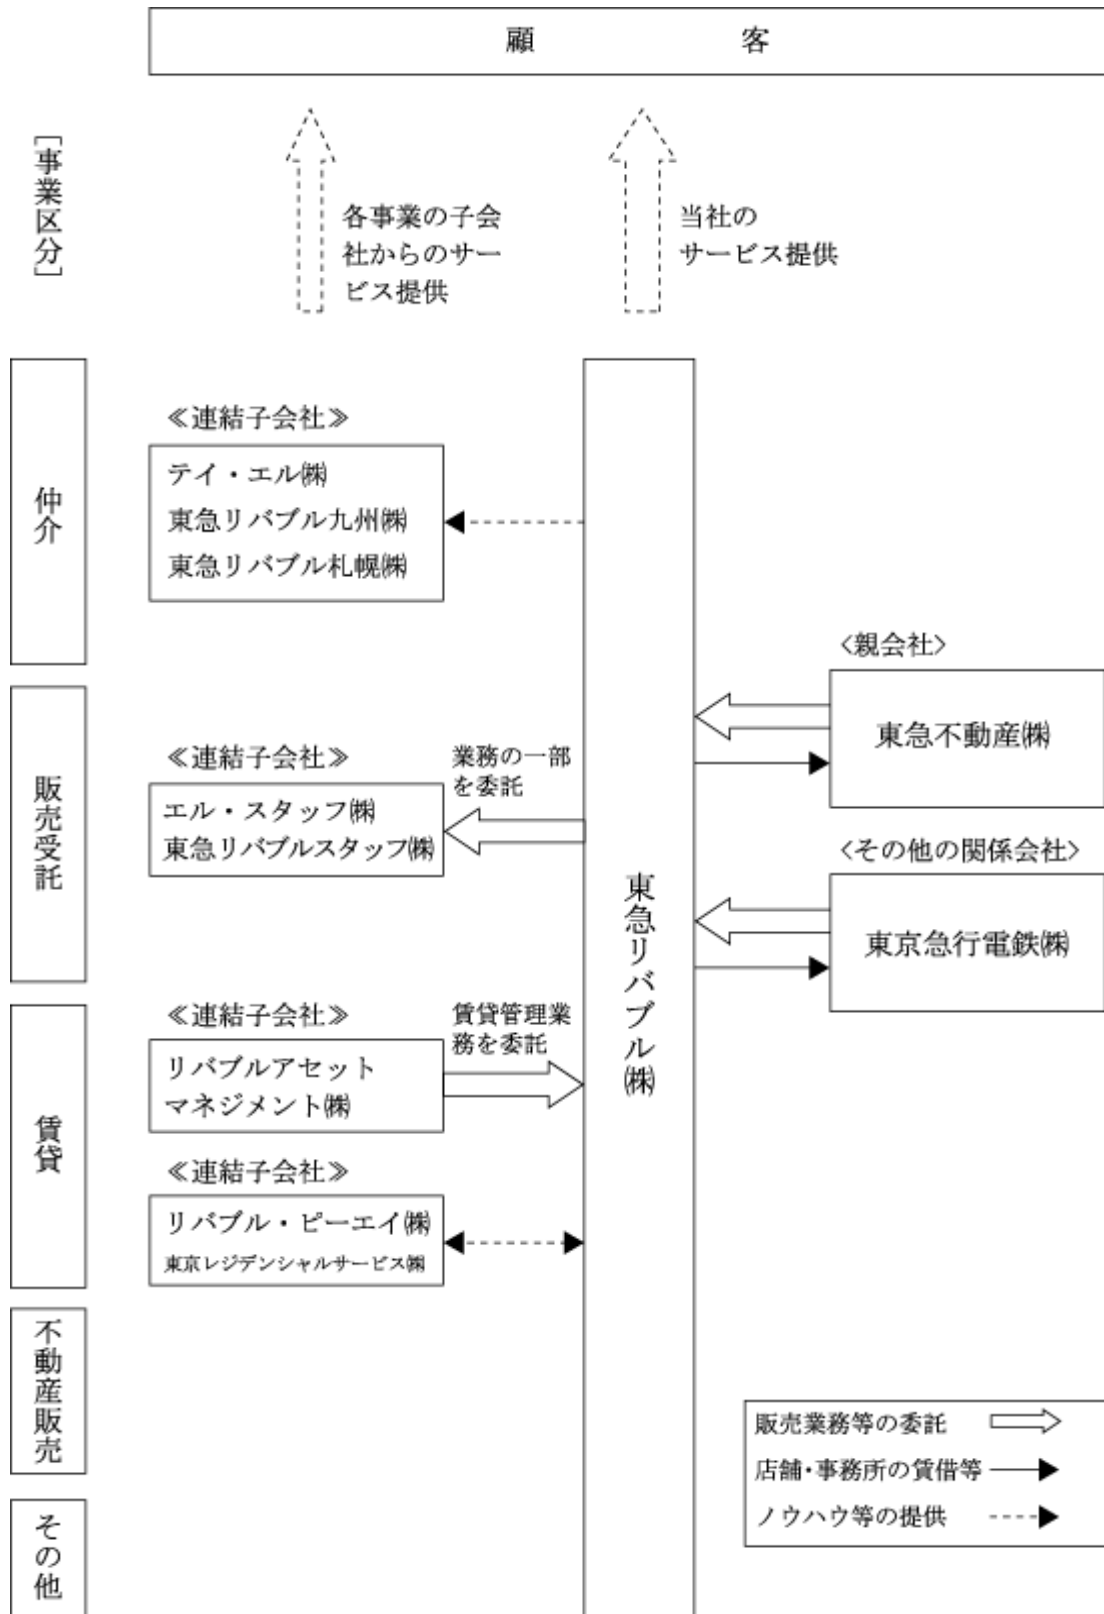 顧客
[事業区分]
各事業の子会
社からのサー
ビス提供
当社の
サービス提供
仲介
≪連結子会社≫
テイ・エル㈱
東急リバブル九州㈱
東急リバブル札幌㈱
<親会社>
東急不動産㈱
販売受託
≪連結子会社≫
エル・スタッフ㈱
東急リバブルスタッフ㈱
業務の一部
を委託
<その他の関係会社>
東京急行電鉄㈱
東急リバブル㈱
賃貸
≪連結子会社≫
リバブルアセット
マネジメント㈱
賃貸管理業
務を委託
≪連結子会社≫
リバブル・ピーエイ㈱
東京レジデンシャルサービス㈱
不動産販売
その他
販売業務等の委託
店舗・事務所の賃借等
ノウハウ等の提供